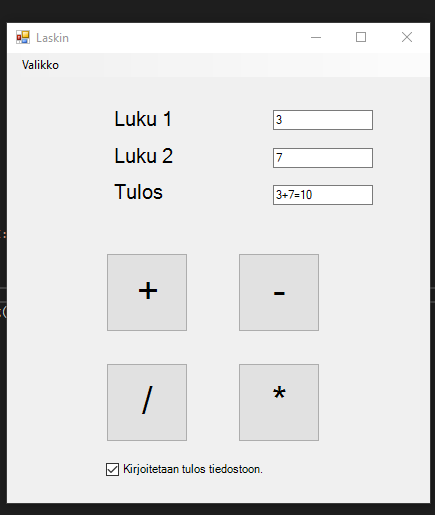 Laskin
Valikko
Luku 1 3
Luku 2 7
Tulos 3+7=10
+ -
/ *
Kirjoitetaan tulos tiedostoon.